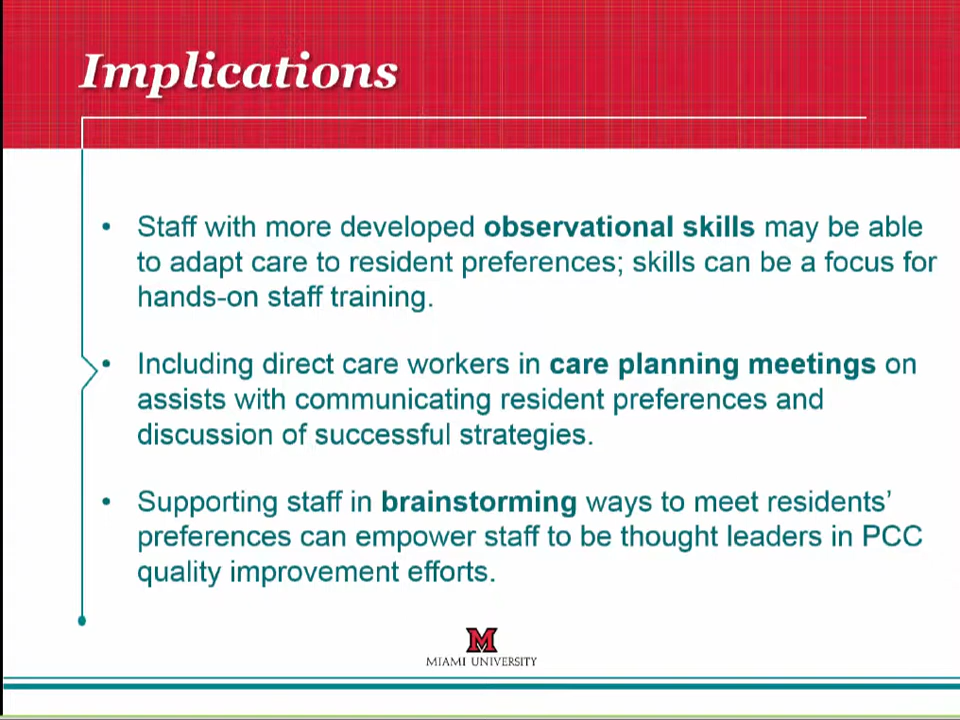 Implications
• Staff with more developed observational skills may be able
to adapt care to resident preferences; skills can be a focus for
hands-on staff training.
• Including direct care workers in care planning meetings on
assists with communicating resident preferences and
discussion of successful strategies.
• Supporting staff in brainstorming ways to meet residents’
preferences can empower staff to be thought leaders in PCC
quality improvement efforts.
M
MIAMI UNIVERSITY